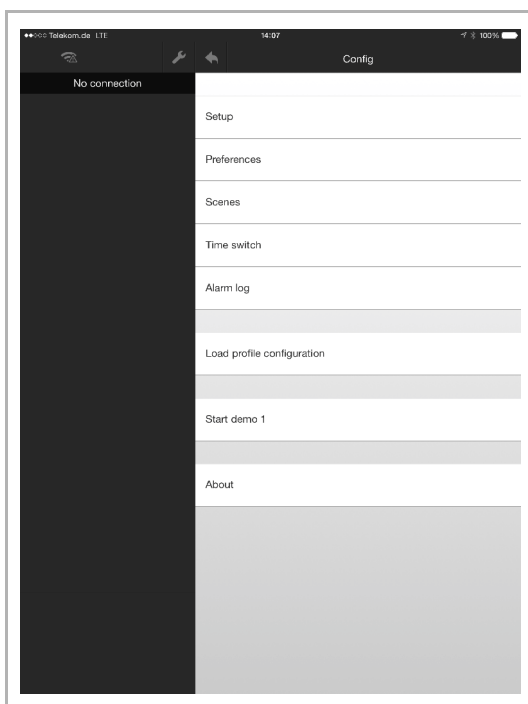 Telekom.de LTE 14:07 100%
Config
No connection
Setup
Preferences
Scenes
Time switch
Alarm log
Load profile configuration
Start demo 1
About